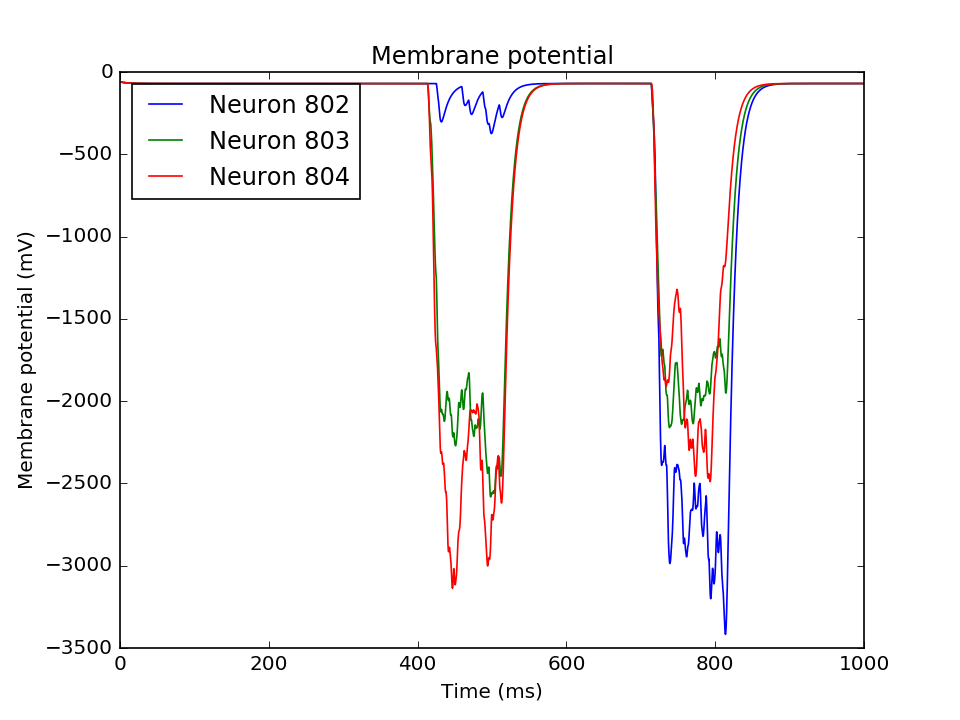 Membrane potential
0
−500
−1000
−1500
−2000
−2500
−3000
−3500
Membrane potential (mV)
Neuron 802
Neuron 803
Neuron 804
0 200 400 600 800 1000
Time (ms)